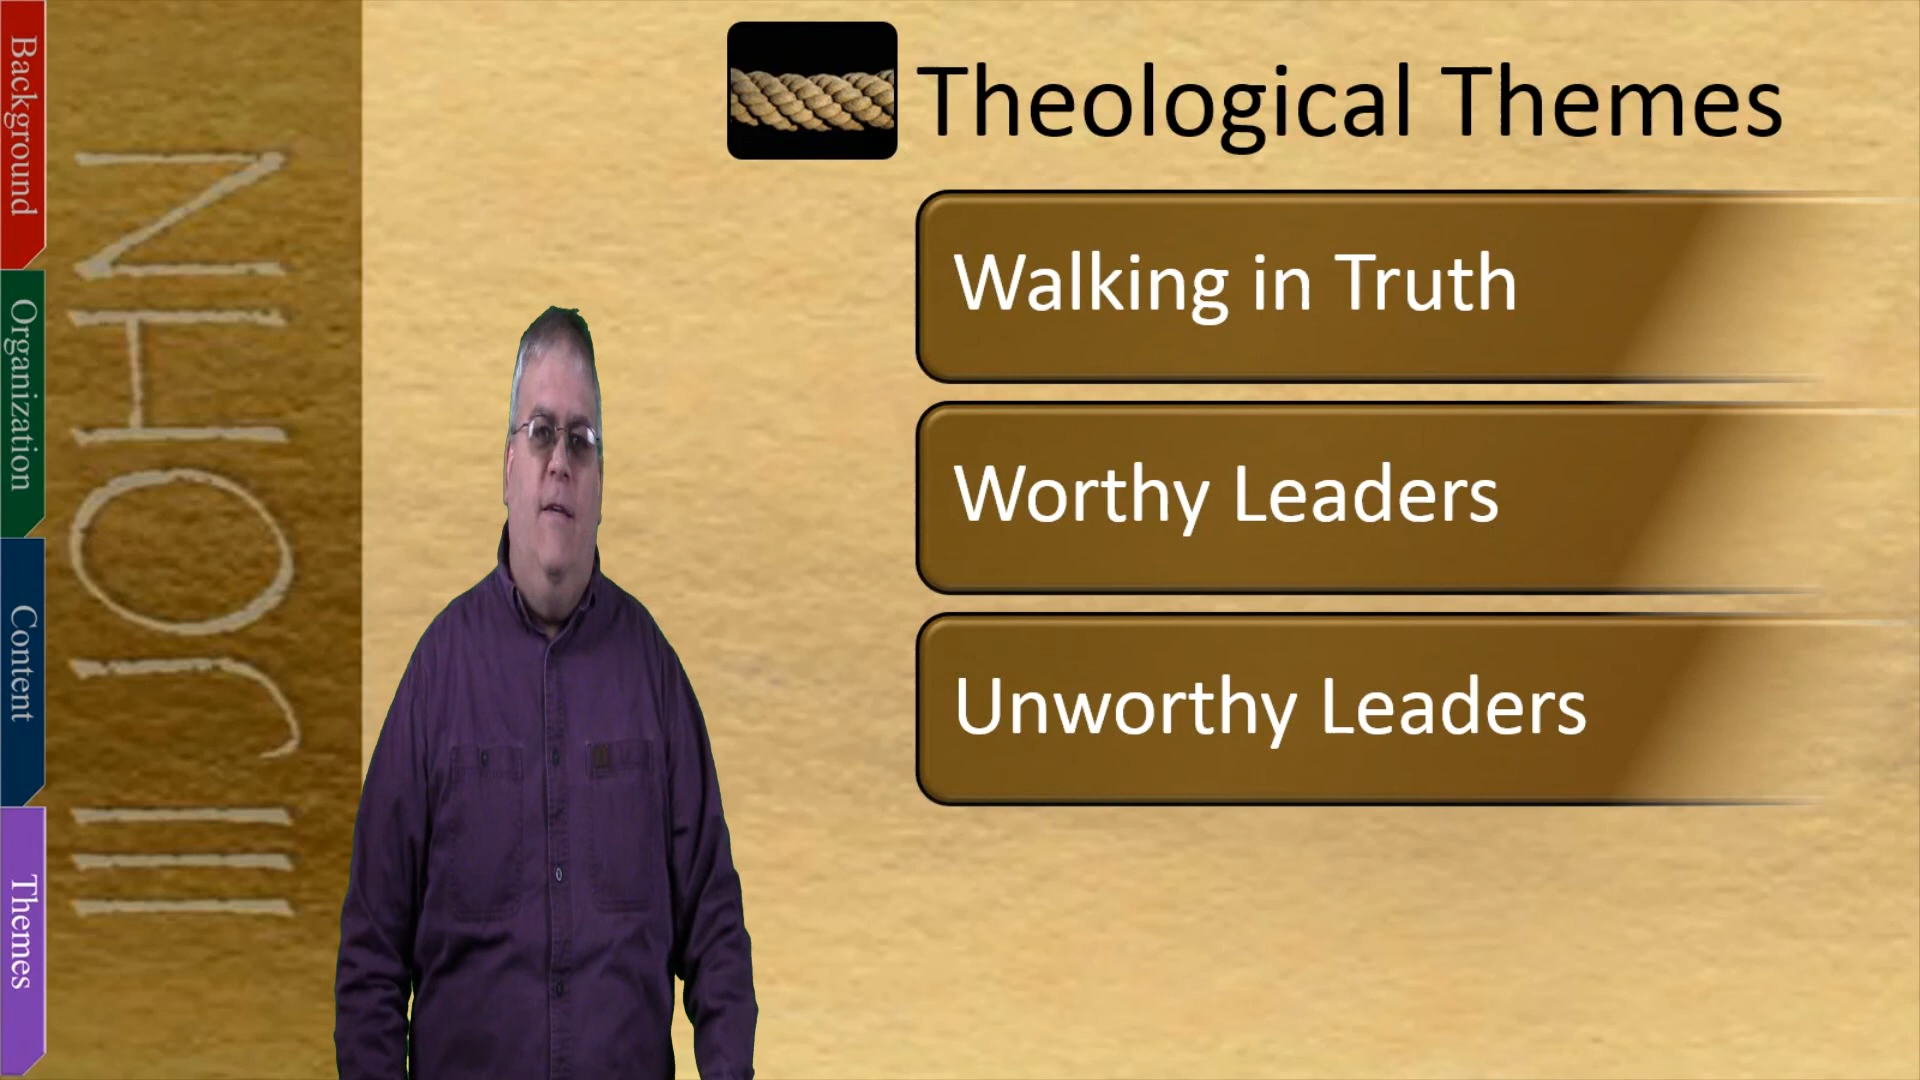 Background
Organization
Content
Themes
III JOHN
Theological Themes
Walking in Truth
Worthy Leaders
Unworthy Leaders